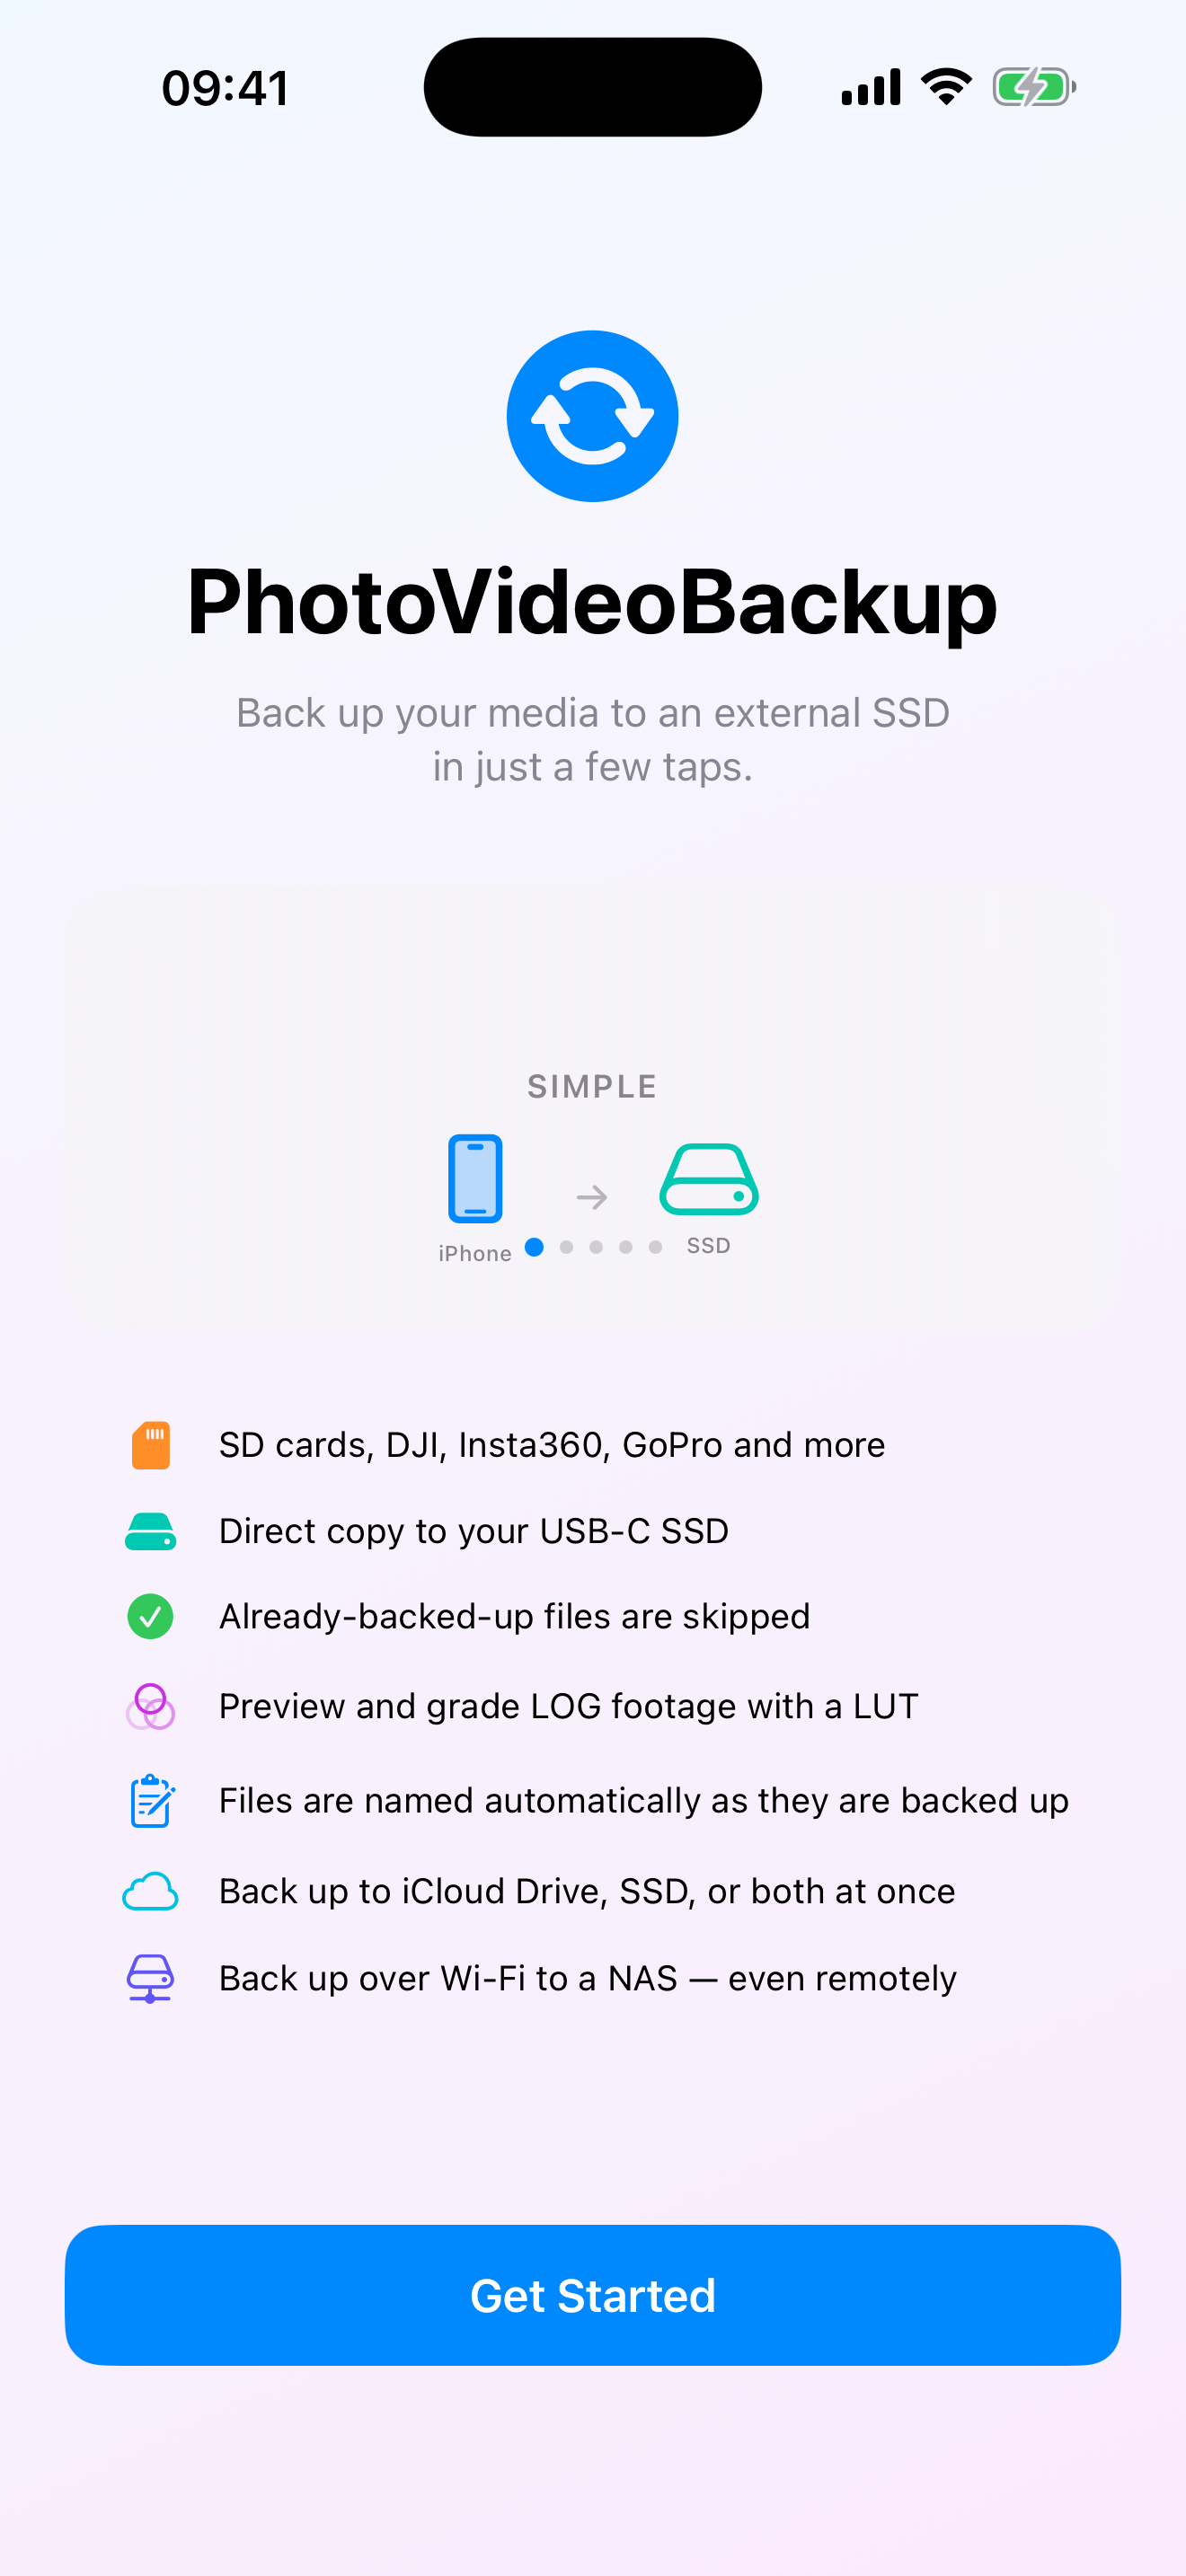 09:41
PhotoVideoBackup
Back up your media to an external SSD
in just a few taps.
SIMPLE
iPhone
SSD
SD cards, DJI, Insta360, GoPro and more
Direct copy to your USB-C SSD
Already-backed-up files are skipped
Preview and grade LOG footage with a LUT
Files are named automatically as they are backed up
Back up to iCloud Drive, SSD, or both at once
Back up over Wi-Fi to a NAS — even remotely
Get Started